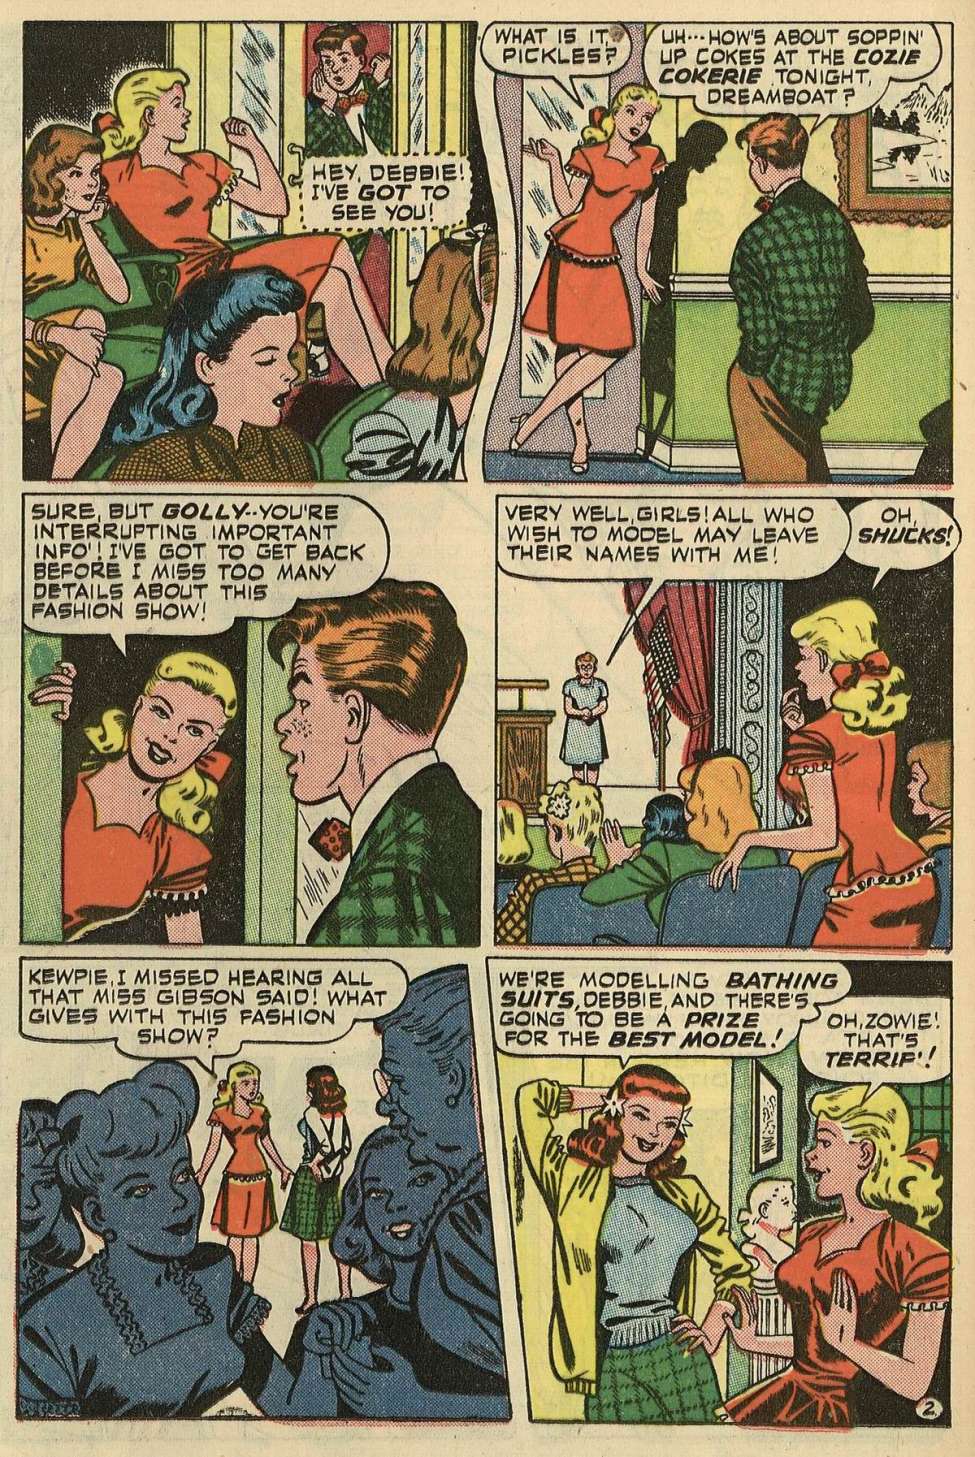 HEY, DEBBIE!
I'VE GOT TO
SEE YOU!
WHAT IS IT,
PICKLES?
UH---HOW'S ABOUT SOPPIN'
UP COKES AT THE COZIE
COKERIE TONIGHT,
DREAMBOAT?
SURE, BUT GOLLY--YOU'RE
INTERRUPTING IMPORTANT
INFO'! I'VE GOT TO GET BACK
BEFORE I MISS TOO MANY
DETAILS ABOUT THIS
FASHION SHOW!
VERY WELL, GIRLS! ALL WHO
WISH TO MODEL MAY LEAVE
THEIR NAMES WITH ME!
OH,
SHUCKS!
KEWPIE, I MISSED HEARING ALL
THAT MISS GIBSON SAID! WHAT
GIVES WITH THIS FASHION
SHOW?
WE'RE MODELLING BATHING
SUITS, DEBBIE, AND THERE'S
GOING TO BE A PRIZE
FOR THE BEST MODEL!
OH, ZOWIE!
THAT'S
TERRIF'!
2